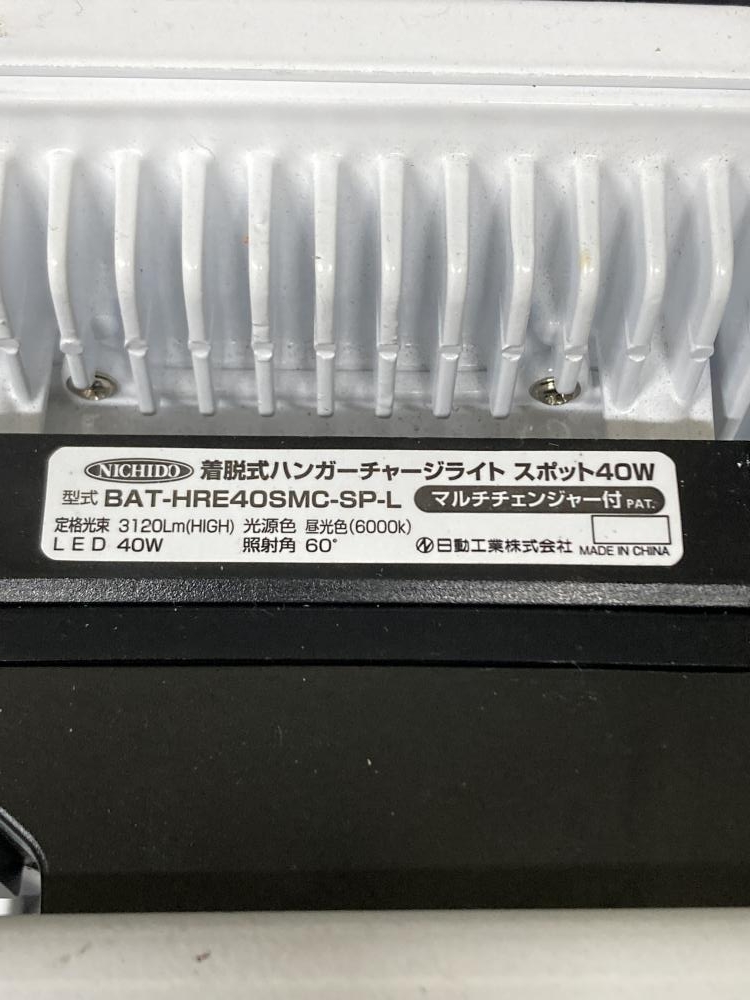 NICHIDO 着脱式ハンガーチャージライト スポット40W
型式 BAT-HRE40SMC-SP-L マルチチェンジャー付 PAT.
定格光束 3120Lm(HIGH) 光源色 昼光色(6000k)
LED 40W 照射角 60° 日動工業株式会社 MADE IN CHINA